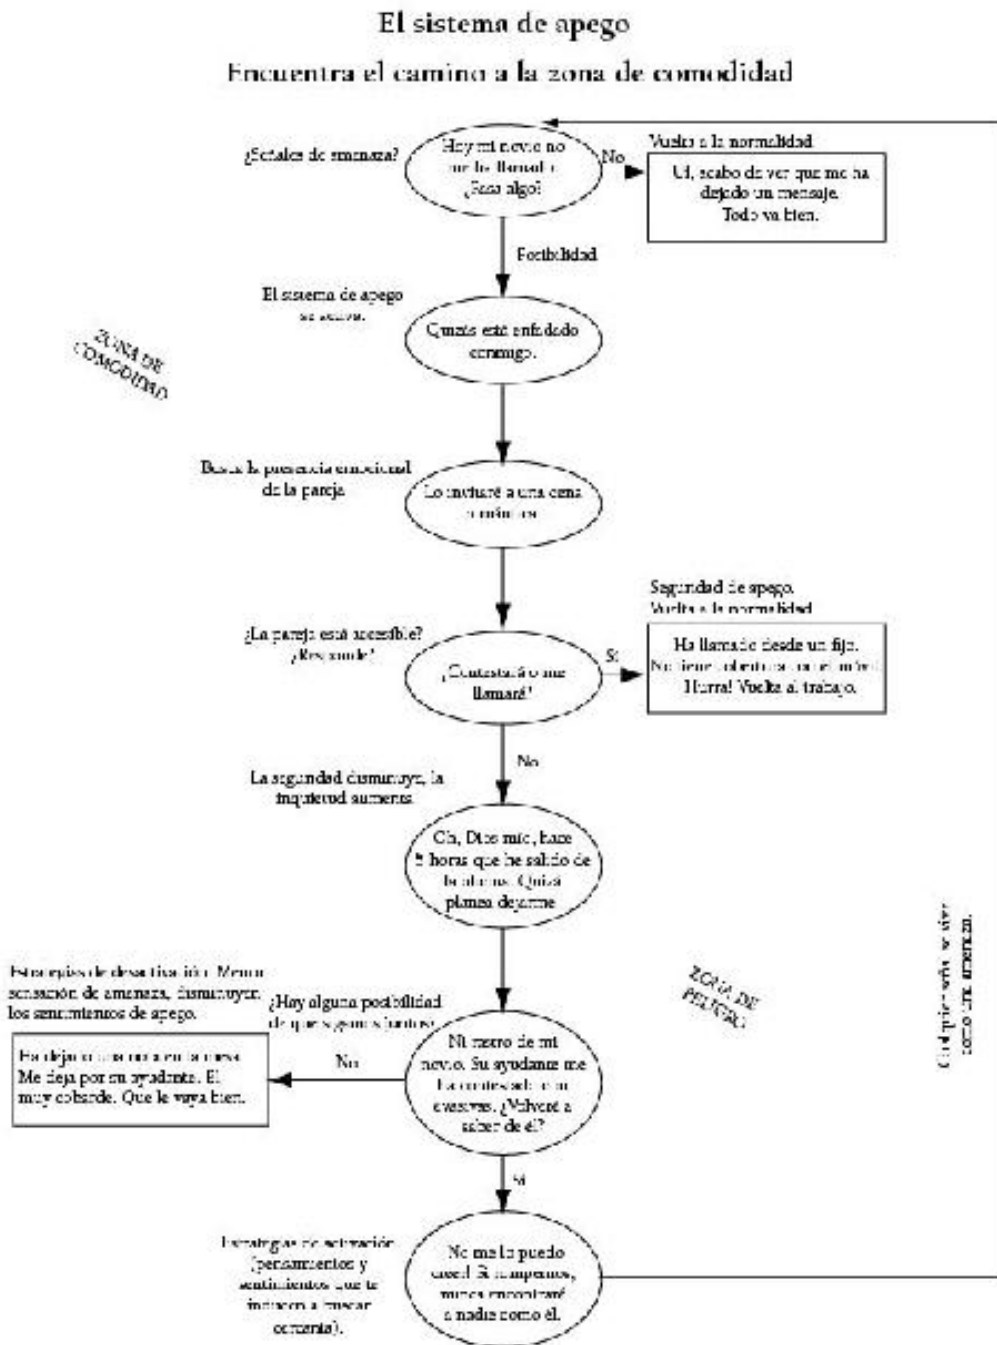 El sistema de apego
Encuentra el camino a la zona de comodidad
¿Señales de amenaza?
Hoy mi novio no
me ha llamado.
¿Pasa algo?
No
Vuelta a la normalidad
Uf, acabo de ver que me ha
dejado un mensaje.
Todo va bien.
Posibilidad
El sistema de apego
se activa.
ZONA DE
COMODIDAD
Quizás está enfadado
conmigo.
Busca la presencia emocional
de la pareja
Lo invitaré a una cena
romántica
¿La pareja está accesible?
¿Responde?
¿Contestará o me
llamará?
Sí
Seguridad de apego.
Vuelta a la normalidad
Ha llamado desde un fijo.
No tiene cobertura con el móvil.
Hurra! Vuelta al trabajo.
No
La seguridad disminuye, la
inquietud aumenta
Oh, Dios mío, hace
horas que he salido de
la oficina. Quizá
planea dejarme
ZONA DE
PELIGRO
Cualquier señal se vive
como una amenaza.
Estrategias de desactivación. Menor
sensación de amenaza, disminuyen
los sentimientos de apego.
¿Hay alguna posibilidad
de que sigamos juntos?
No
Ha dejado una nota en la mesa.
Me deja por su ayudante. El
muy cobarde. Que le vaya bien.
Ni rastro de mi
novio. Su ayudante me
ha contestado con
evasivas. ¿Volveré a
saber de él?
Sí
Estrategias de activación
(pensamientos y
sentimientos que te
inducen a buscar
cercanía).
No me lo puedo
creer! Si rompemos,
nunca encontraré
a nadie como él.